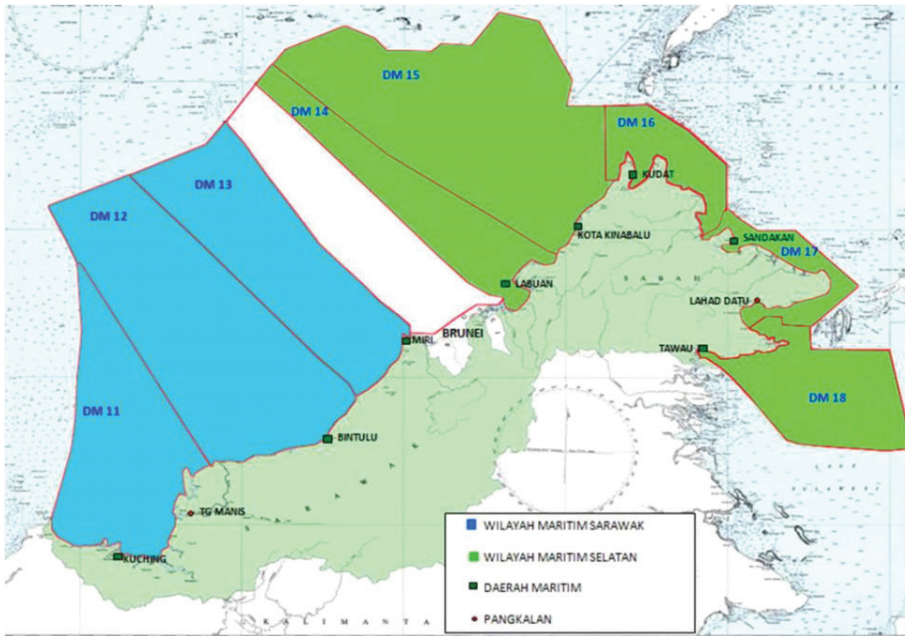 DM 15
DM 14
DM 16
DM 13
KUDAT
DM 12
KOTA KINABALU
SANDAKAN
DM 17
SABAH
LABUAN
LAHAD DATU
BRUNEI
MIRI
TAWAU
DM 18
DM 11
BINTULU
SARAWAK
TG MANIS
KUCHING
KALIMANTA
WILAYAH MARITIM SARAWAK
WILAYAH MARITIM SELATAN
DAERAH MARITIM
PANGKALAN